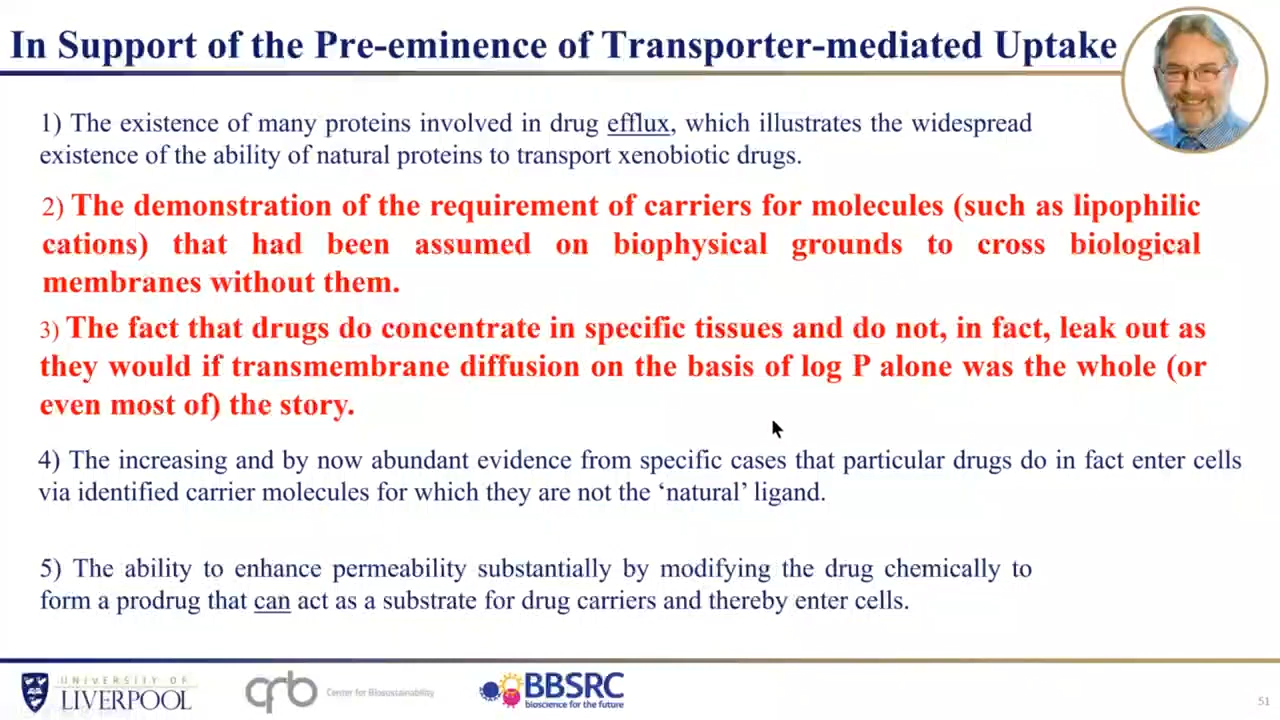 In Support of the Pre-eminence of Transporter-mediated Uptake
1) The existence of many proteins involved in drug efflux, which illustrates the widespread
existence of the ability of natural proteins to transport xenobiotic drugs.
2) The demonstration of the requirement of carriers for molecules (such as lipophilic
cations) that had been assumed on biophysical grounds to cross biological
membranes without them.
3) The fact that drugs do concentrate in specific tissues and do not, in fact, leak out as
they would if transmembrane diffusion on the basis of log P alone was the whole (or
even most of) the story.
4) The increasing and by now abundant evidence from specific cases that particular drugs do in fact enter cells
via identified carrier molecules for which they are not the ‘natural’ ligand.
5) The ability to enhance permeability substantially by modifying the drug chemically to
form a prodrug that can act as a substrate for drug carriers and thereby enter cells.
UNIVERSITY OF
LIVERPOOL
Center for Biosustainability
BBSRC
bioscience for the future
51